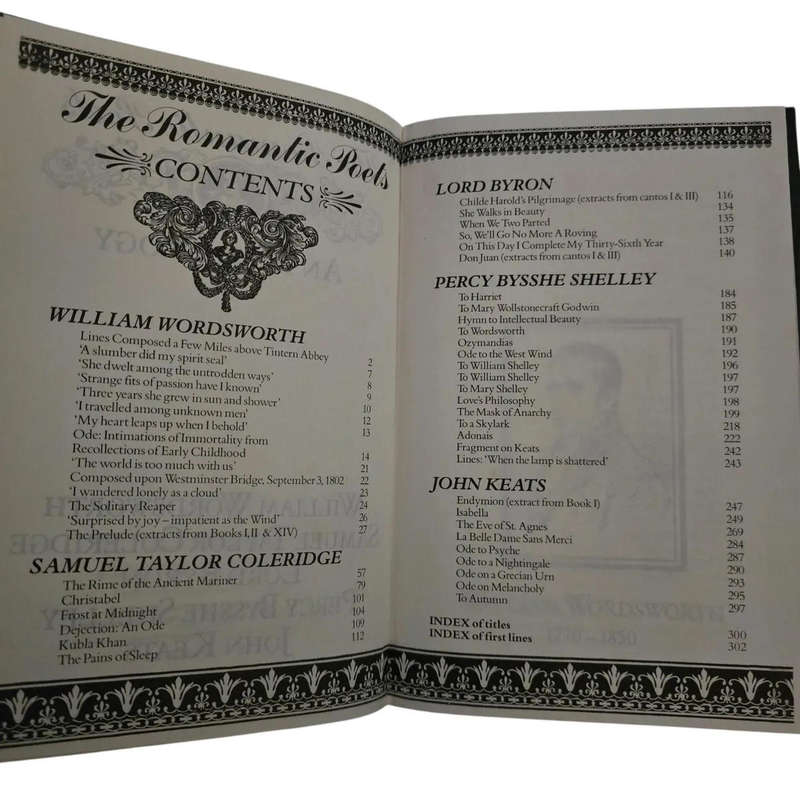 The Romantic Poets
CONTENTS
WILLIAM WORDSWORTH
Lines Composed a Few Miles above Tintern Abbey 2
‘A slumber did my spirit seal’ 7
‘She dwelt among the untrodden ways’ 8
‘Strange fits of passion have I known’ 9
‘Three years she grew in sun and shower’ 10
‘I travelled among unknown men’ 12
‘My heart leaps up when I behold’ 13
Ode: Intimations of Immortality from
Recollections of Early Childhood 14
‘The world is too much with us’ 21
Composed upon Westminster Bridge, September 3, 1802 22
‘I wandered lonely as a cloud’ 23
The Solitary Reaper 24
‘Surprised by joy – impatient as the Wind’ 26
The Prelude (extracts from Books I, II & XIV) 27
SAMUEL TAYLOR COLERIDGE
The Rime of the Ancient Mariner 57
Christabel 79
Frost at Midnight 101
Dejection: An Ode 104
Kubla Khan 109
The Pains of Sleep 112
LORD BYRON
Childe Harold's Pilgrimage (extracts from cantos I & III) 116
She Walks in Beauty 134
When We Two Parted 135
So, We'll Go No More A Roving 137
On This Day I Complete My Thirty-Sixth Year 138
Don Juan (extracts from cantos I & III) 140
PERCY BYSSHE SHELLEY
To Harriet 184
To Mary Wollstonecraft Godwin 185
Hymn to Intellectual Beauty 187
To Wordsworth 190
Ozymandias 191
Ode to the West Wind 192
To William Shelley 196
To William Shelley 197
To Mary Shelley 197
Love's Philosophy 198
The Mask of Anarchy 199
To a Skylark 218
Adonais 222
Fragment on Keats 242
Lines: ‘When the lamp is shattered’ 243
JOHN KEATS
Endymion (extract from Book I) 247
Isabella 249
The Eve of St. Agnes 269
La Belle Dame Sans Merci 284
Ode to Psyche 287
Ode to a Nightingale 290
Ode on a Grecian Urn 293
Ode on Melancholy 295
To Autumn 297
INDEX of titles 300
INDEX of first lines 302